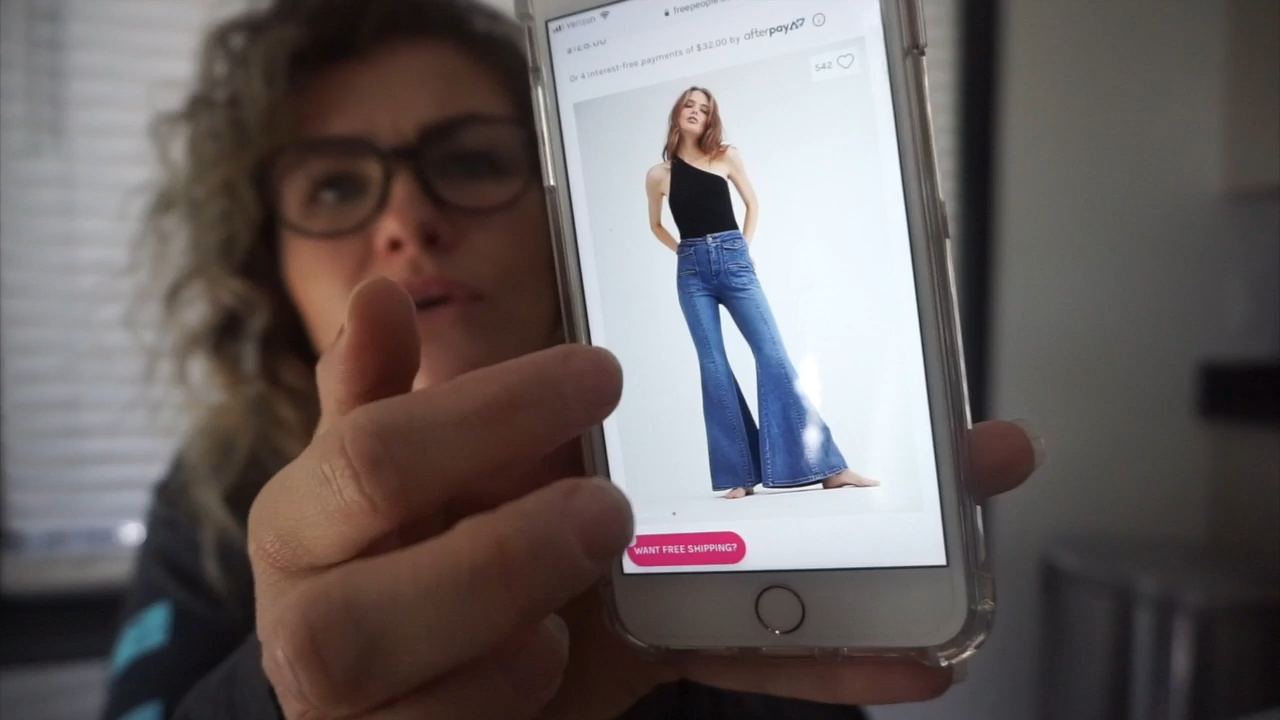 Verizon
freepeople.
Or 4 interest-free payments of $32.00 by afterpay
542
WANT FREE SHIPPING?